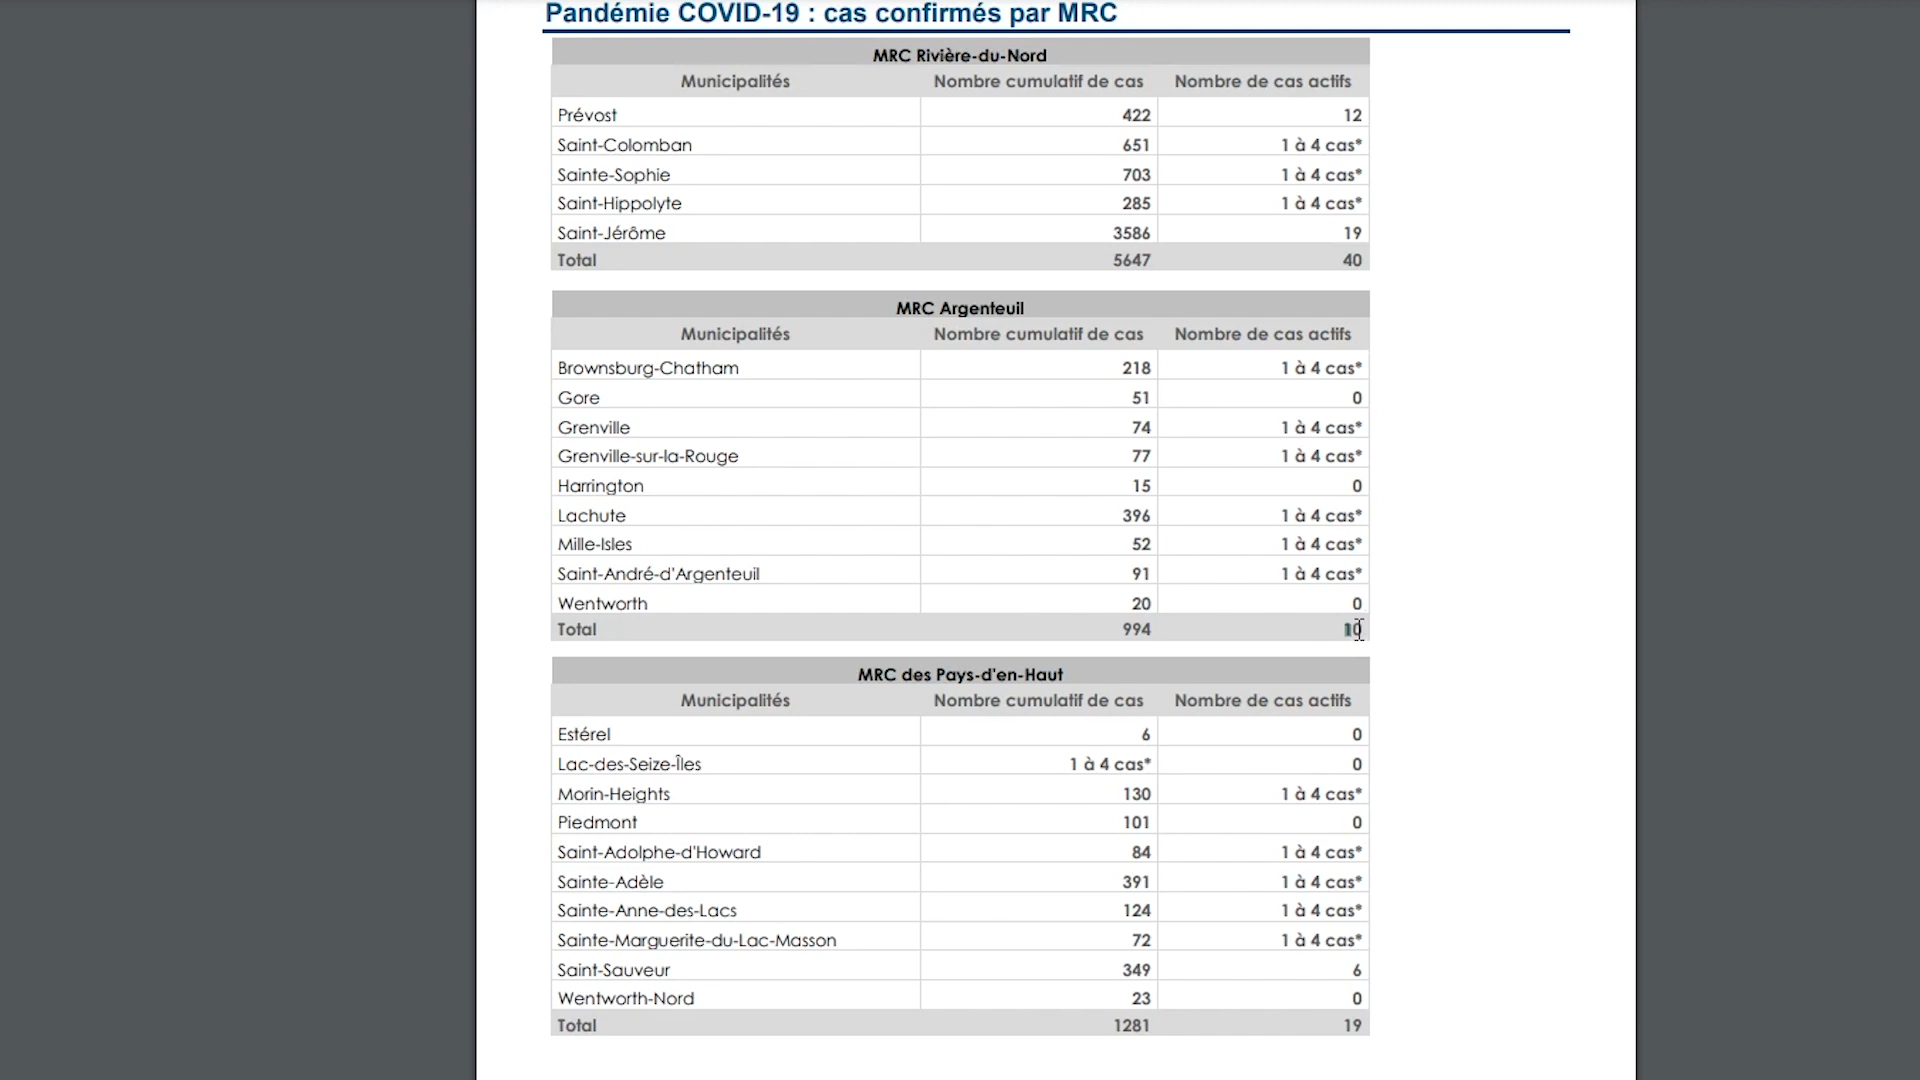 Pandémie COVID-19 : cas confirmés par MRC
MRC Rivière-du-Nord
Municipalités Nombre cumulatif de cas Nombre de cas actifs
Prévost 422 12
Saint-Colomban 651 1 à 4 cas*
Sainte-Sophie 703 1 à 4 cas*
Saint-Hippolyte 285 1 à 4 cas*
Saint-Jérôme 3586 19
Total 5647 40
MRC Argenteuil
Municipalités Nombre cumulatif de cas Nombre de cas actifs
Brownsburg-Chatham 218 1 à 4 cas*
Gore 51 0
Grenville 74 1 à 4 cas*
Grenville-sur-la-Rouge 77 1 à 4 cas*
Harrington 15 0
Lachute 396 1 à 4 cas*
Mille-Isles 52 1 à 4 cas*
Saint-André-d'Argenteuil 91 1 à 4 cas*
Wentworth 20 0
Total 994 10
MRC des Pays-d'en-Haut
Municipalités Nombre cumulatif de cas Nombre de cas actifs
Estérel 6 0
Lac-des-Seize-Îles 1 à 4 cas* 0
Morin-Heights 130 1 à 4 cas*
Piedmont 101 0
Saint-Adolphe-d'Howard 84 1 à 4 cas*
Sainte-Adèle 391 1 à 4 cas*
Sainte-Anne-des-Lacs 124 1 à 4 cas*
Sainte-Marguerite-du-Lac-Masson 72 1 à 4 cas*
Saint-Sauveur 349 6
Wentworth-Nord 23 0
Total 1281 19